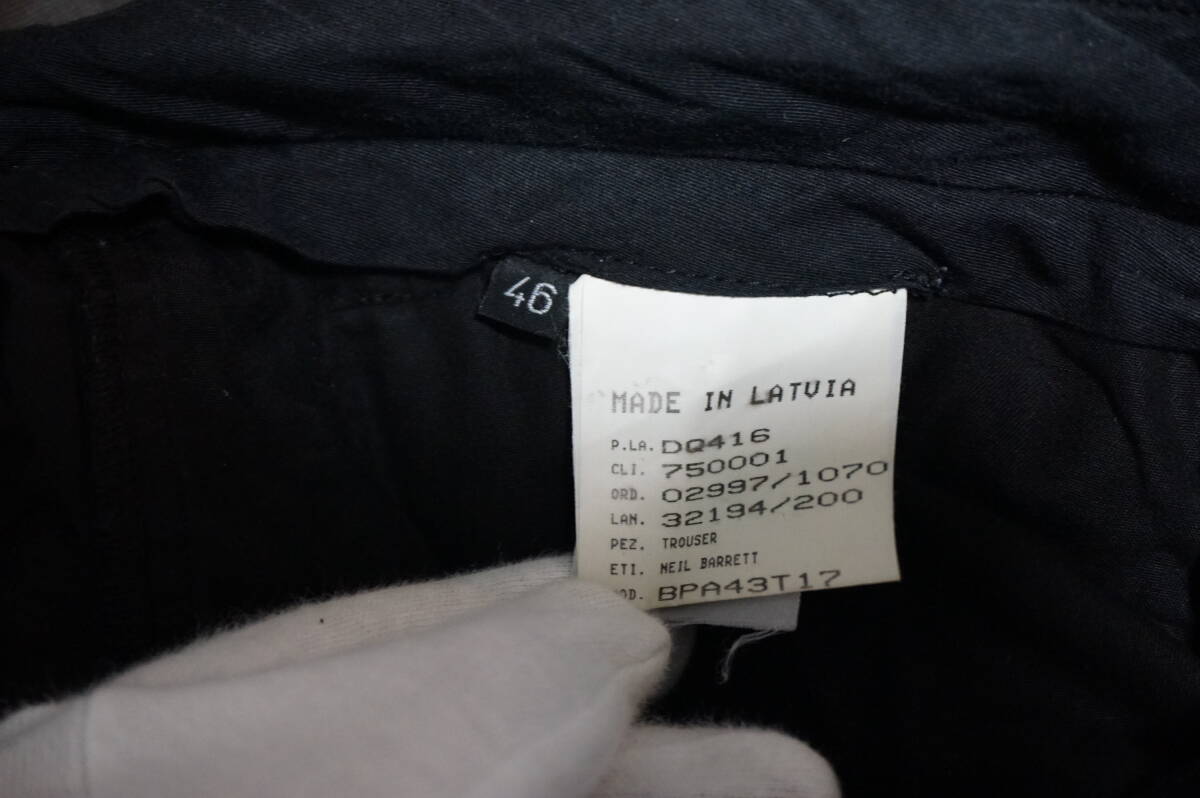 46
MADE IN LATVIA
P.LA. DQ416
CLI. 750001
ORD. 02997/1070
LAN. 32194/200
PEZ. TROUSER
ETI. NEIL BARRETT
OD. BPA43T17